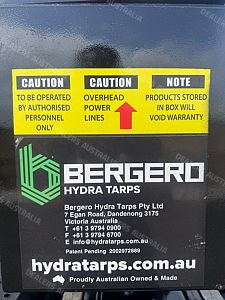 CAUTION
TO BE OPERATED
BY AUTHORISED
PERSONNEL
ONLY
CAUTION
OVERHEAD
POWER
LINES
NOTE
PRODUCTS STORED
IN BOX WILL
VOID WARRANTY
BERGERO
HYDRA TARPS
Bergero Hydra Tarps Pty Ltd
7 Egan Road, Dandenong 3175
Victoria Australia
T +61 3 9794 0900
F +61 3 9794 6700
E info@hydratarps.com
Patent Pending 2002972889
hydratarps.com.au
Proudly Australian Owned & Made